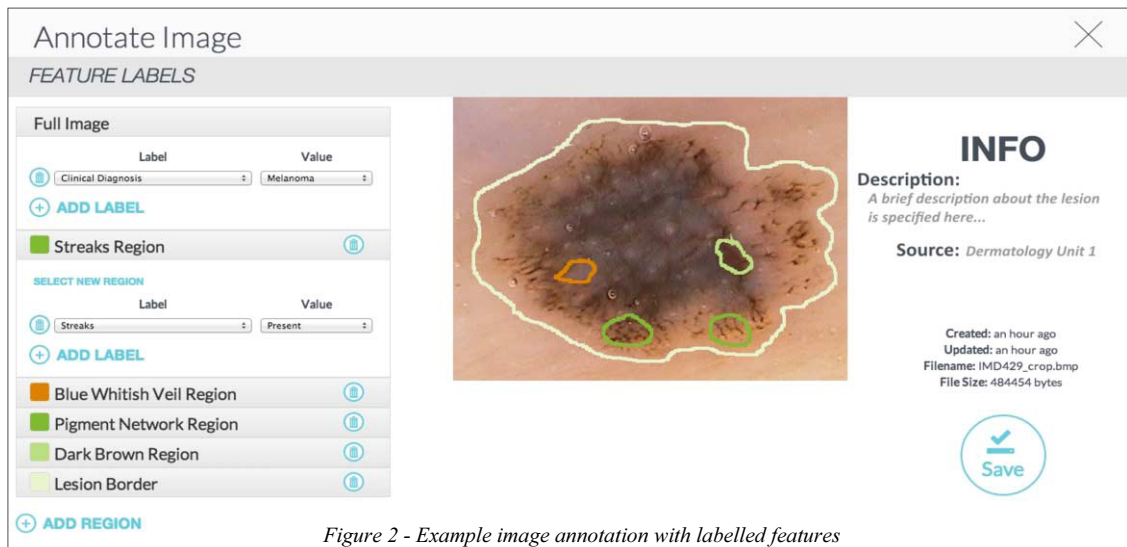 Annotate Image
FEATURE LABELS
Full Image
Label Value
Clinical Diagnosis Melanoma
ADD LABEL
Streaks Region
SELECT NEW REGION
Label Value
Streaks Present
ADD LABEL
Blue Whitish Veil Region
Pigment Network Region
Dark Brown Region
Lesion Border
ADD REGION
INFO
Description:
A brief description about the lesion
is specified here...
Source: Dermatology Unit 1
Created: an hour ago
Updated: an hour ago
Filename: IMD429_crop.bmp
File Size: 484454 bytes
Save
Figure 2 - Example image annotation with labelled features